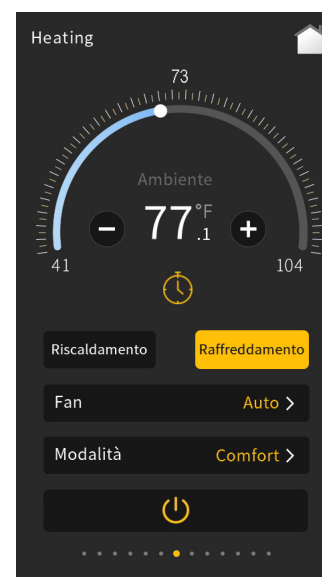 Heating
73
Ambiente
77.1 °F
41
104
Riscaldamento
Raffreddamento
Fan
Auto
Modalità
Comfort